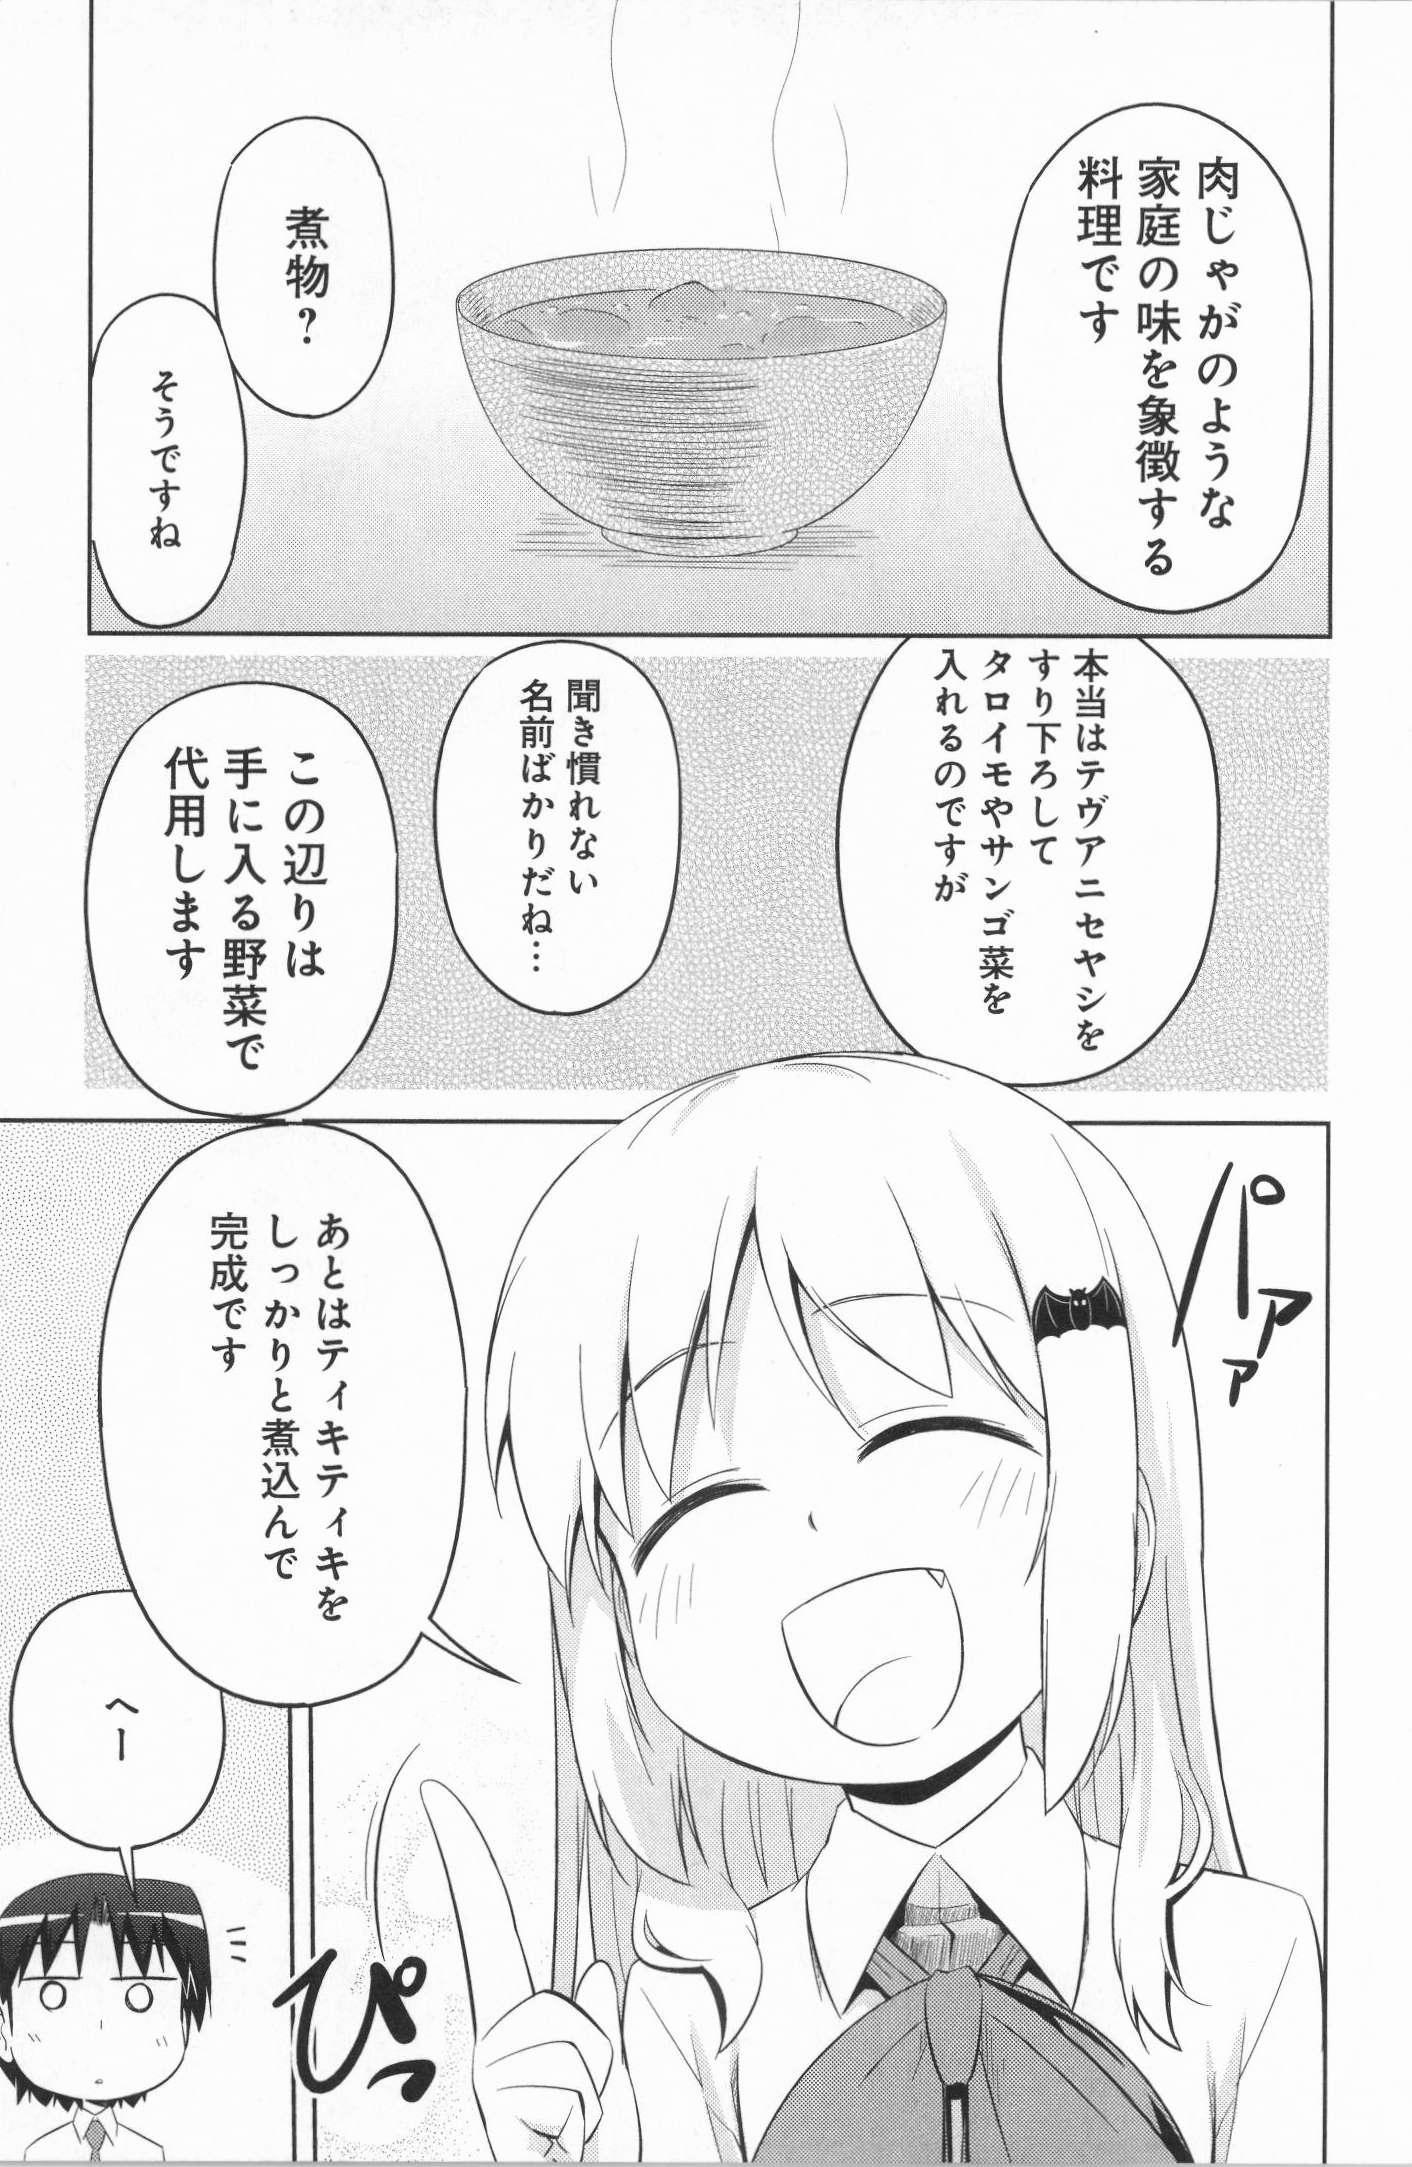 肉じゃがのような
家庭の味を象徴する
料理です
煮物?
そうですね
本当はテヴアニセヤシを
すり下ろして
タロイモやサンゴ菜を
入れるのですが
聞き慣れない
名前ばかりだね…
この辺りは
手に入る野菜で
代用します
パーアァ
あとはティキティキを
しっかりと煮込んで
完成です
ぴっ
へー